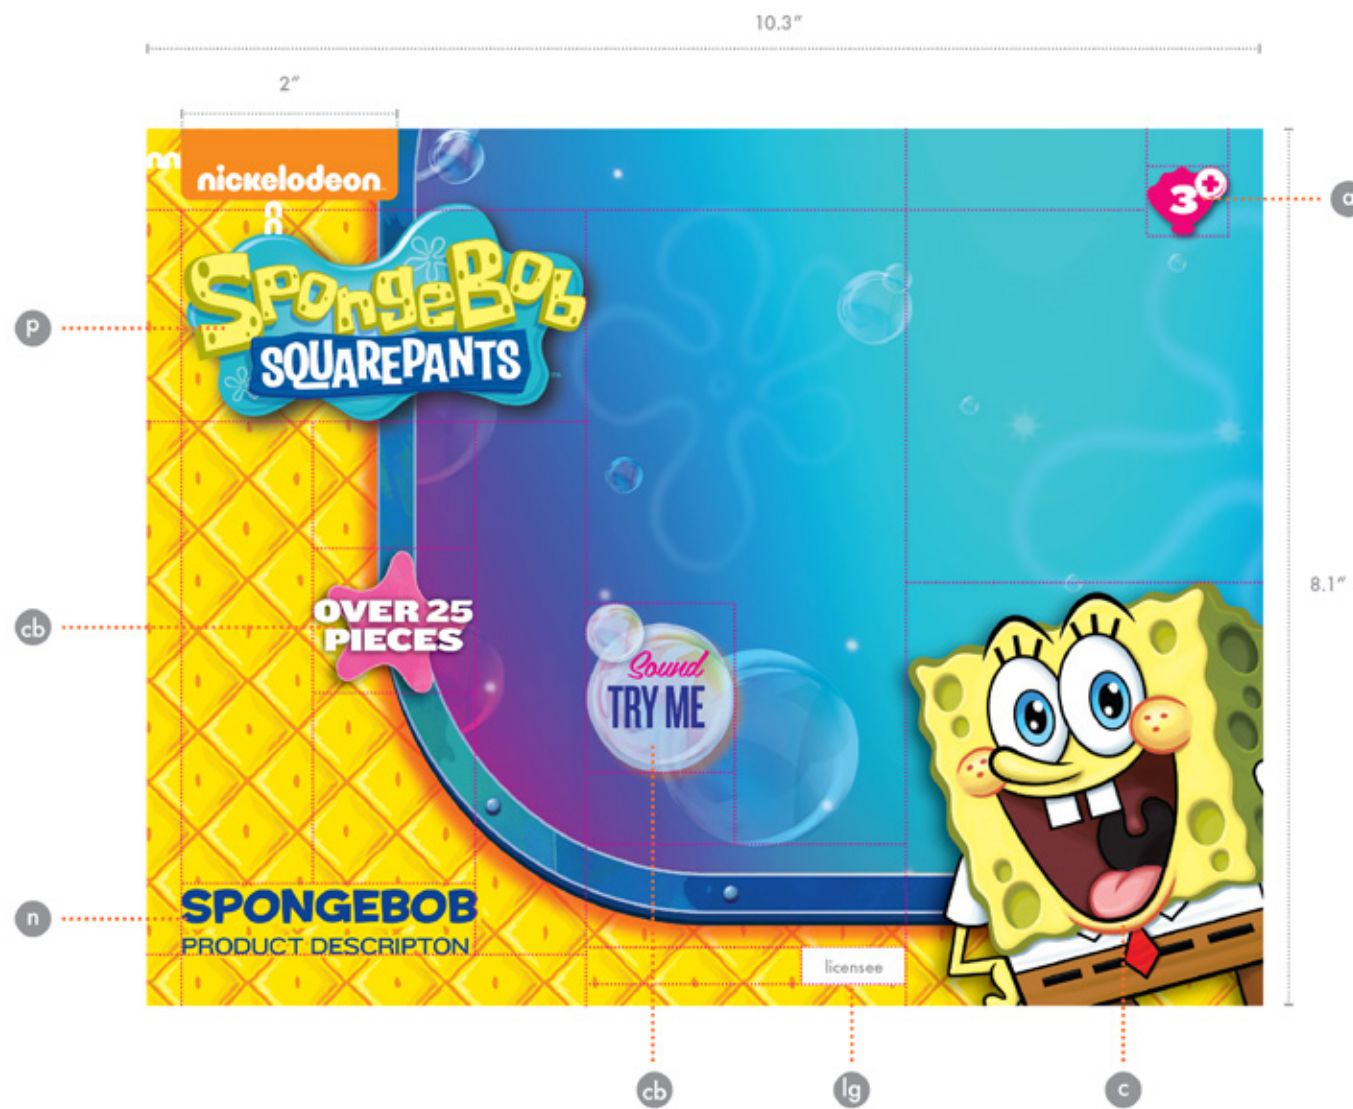 10.3"
2"
nickelodeon
3+
SPONGEBOB
SQUAREPANTS
p
8.1"
OVER 25
PIECES
cb
Sound
TRY ME
SPONGEBOB
n
PRODUCT DESCRIPTON
licensee
cb
lg
c